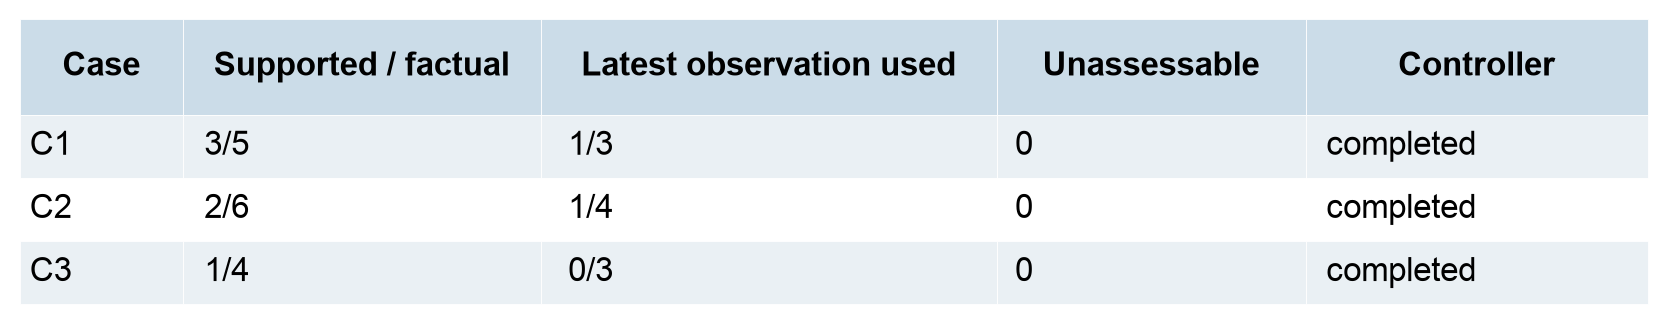 Case Supported / factual Latest observation used Unassessable Controller
C1 3/5 1/3 0 completed
C2 2/6 1/4 0 completed
C3 1/4 0/3 0 completed